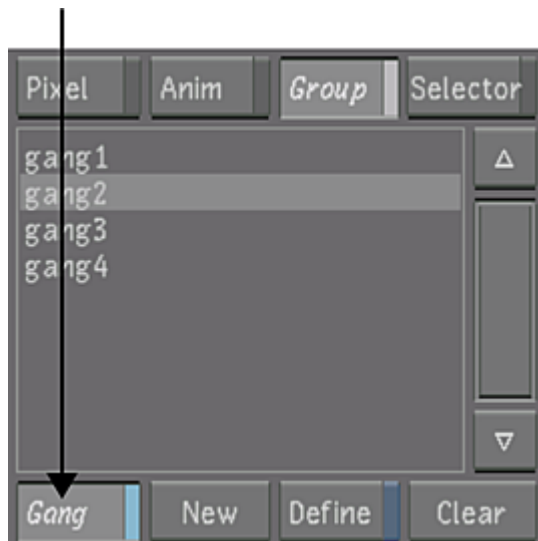 Pixel Anim Group Selector
gang1
gang2
gang3
gang4
Gang New Define Clear